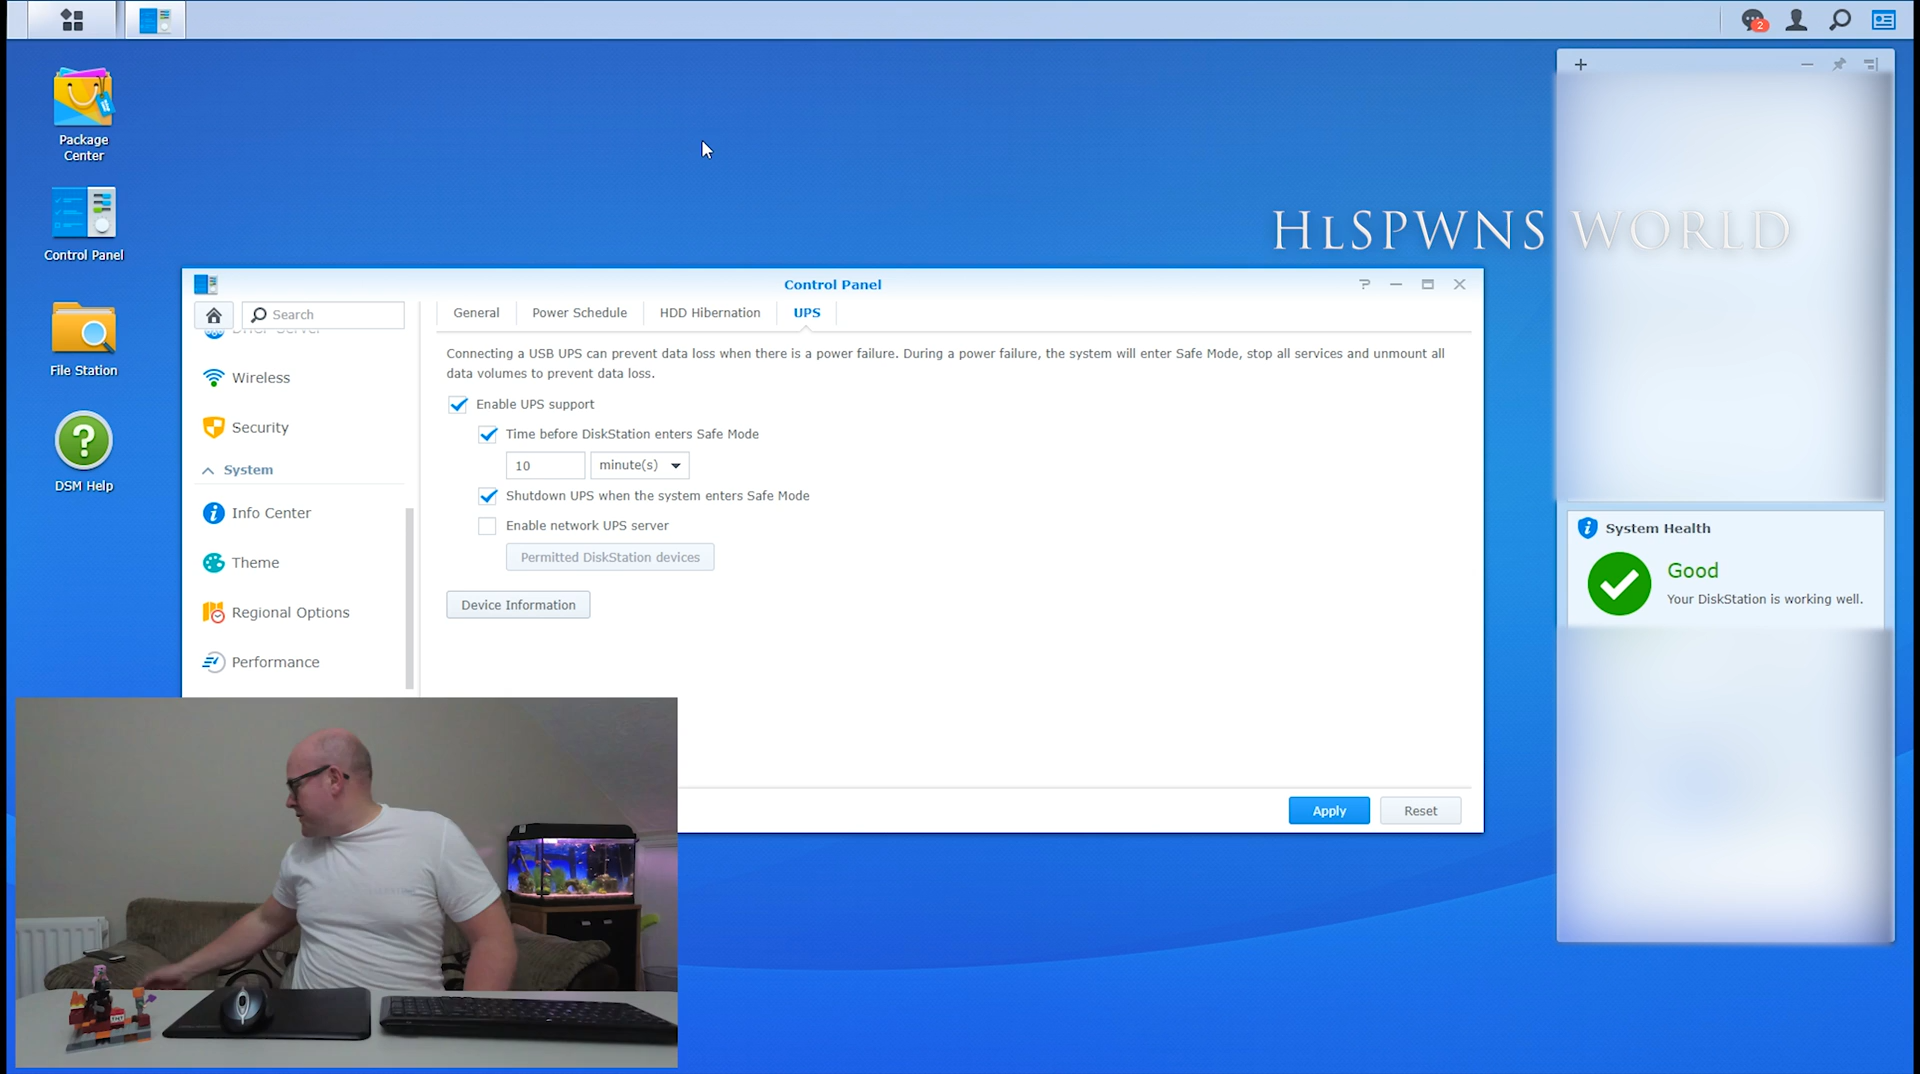 2
Package
Center
Control Panel
File Station
DSM Help
HLSPWNS WORLD
Control Panel
Search
General
Power Schedule
HDD Hibernation
UPS
Wireless
Security
System
Info Center
Theme
Regional Options
Performance
Connecting a USB UPS can prevent data loss when there is a power failure. During a power failure, the system will enter Safe Mode, stop all services and unmount all
data volumes to prevent data loss.
Enable UPS support
Time before DiskStation enters Safe Mode
10 minute(s)
Shutdown UPS when the system enters Safe Mode
Enable network UPS server
Permitted DiskStation devices
Device Information
Apply
Reset
System Health
Good
Your DiskStation is working well.
TNT